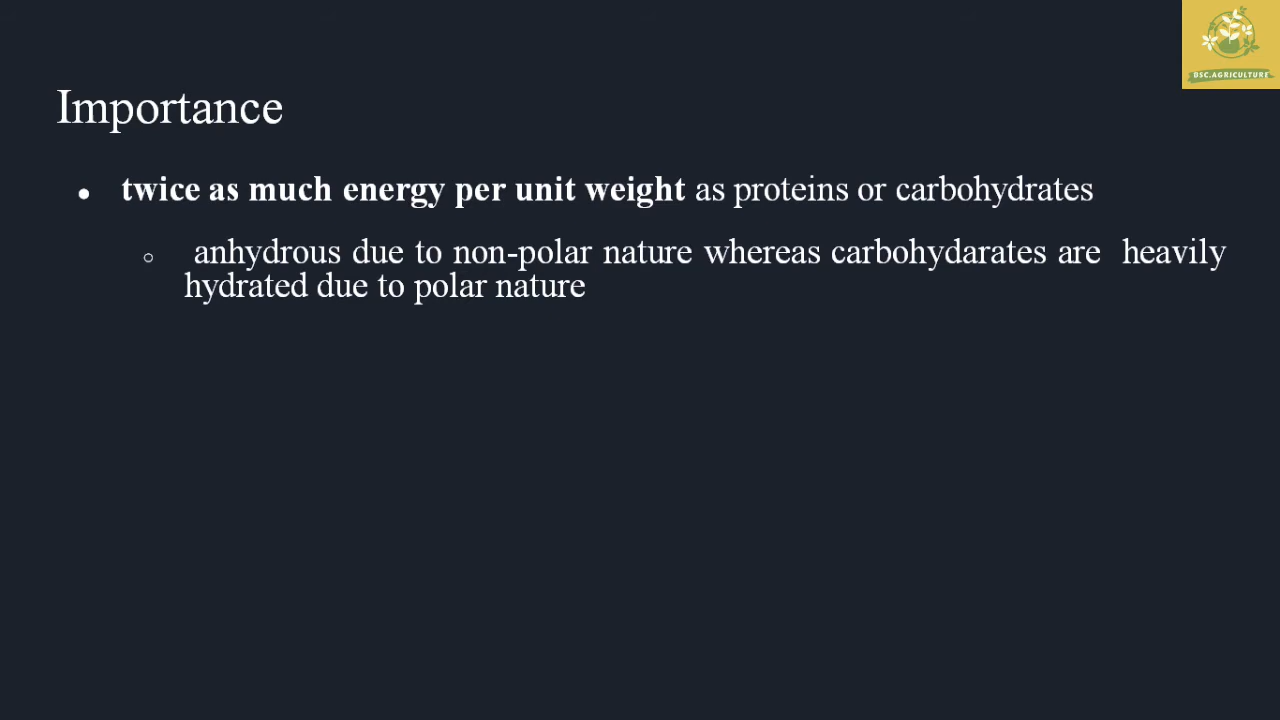 BSC.AGRICULTURE
Importance
● twice as much energy per unit weight as proteins or carbohydrates
○ anhydrous due to non-polar nature whereas carbohydarates are heavily
hydrated due to polar nature